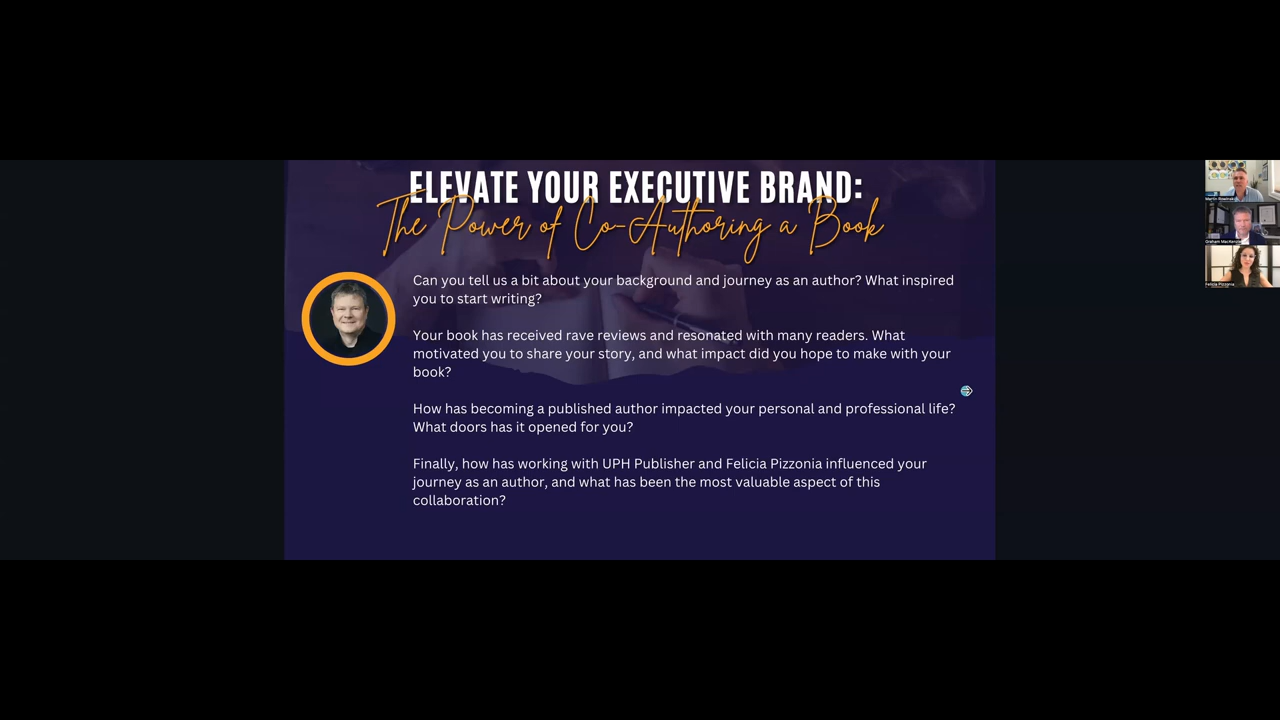 ELEVATE YOUR EXECUTIVE BRAND:
The Power of Co-Authoring a Book
Can you tell us a bit about your background and journey as an author? What inspired
you to start writing?
Your book has received rave reviews and resonated with many readers. What
motivated you to share your story, and what impact did you hope to make with your
book?
How has becoming a published author impacted your personal and professional life?
What doors has it opened for you?
Finally, how has working with UPH Publisher and Felicia Pizzonia influenced your
journey as an author, and what has been the most valuable aspect of this
collaboration?
Martin
Graham MacKenzie
Felicia Pizzonia